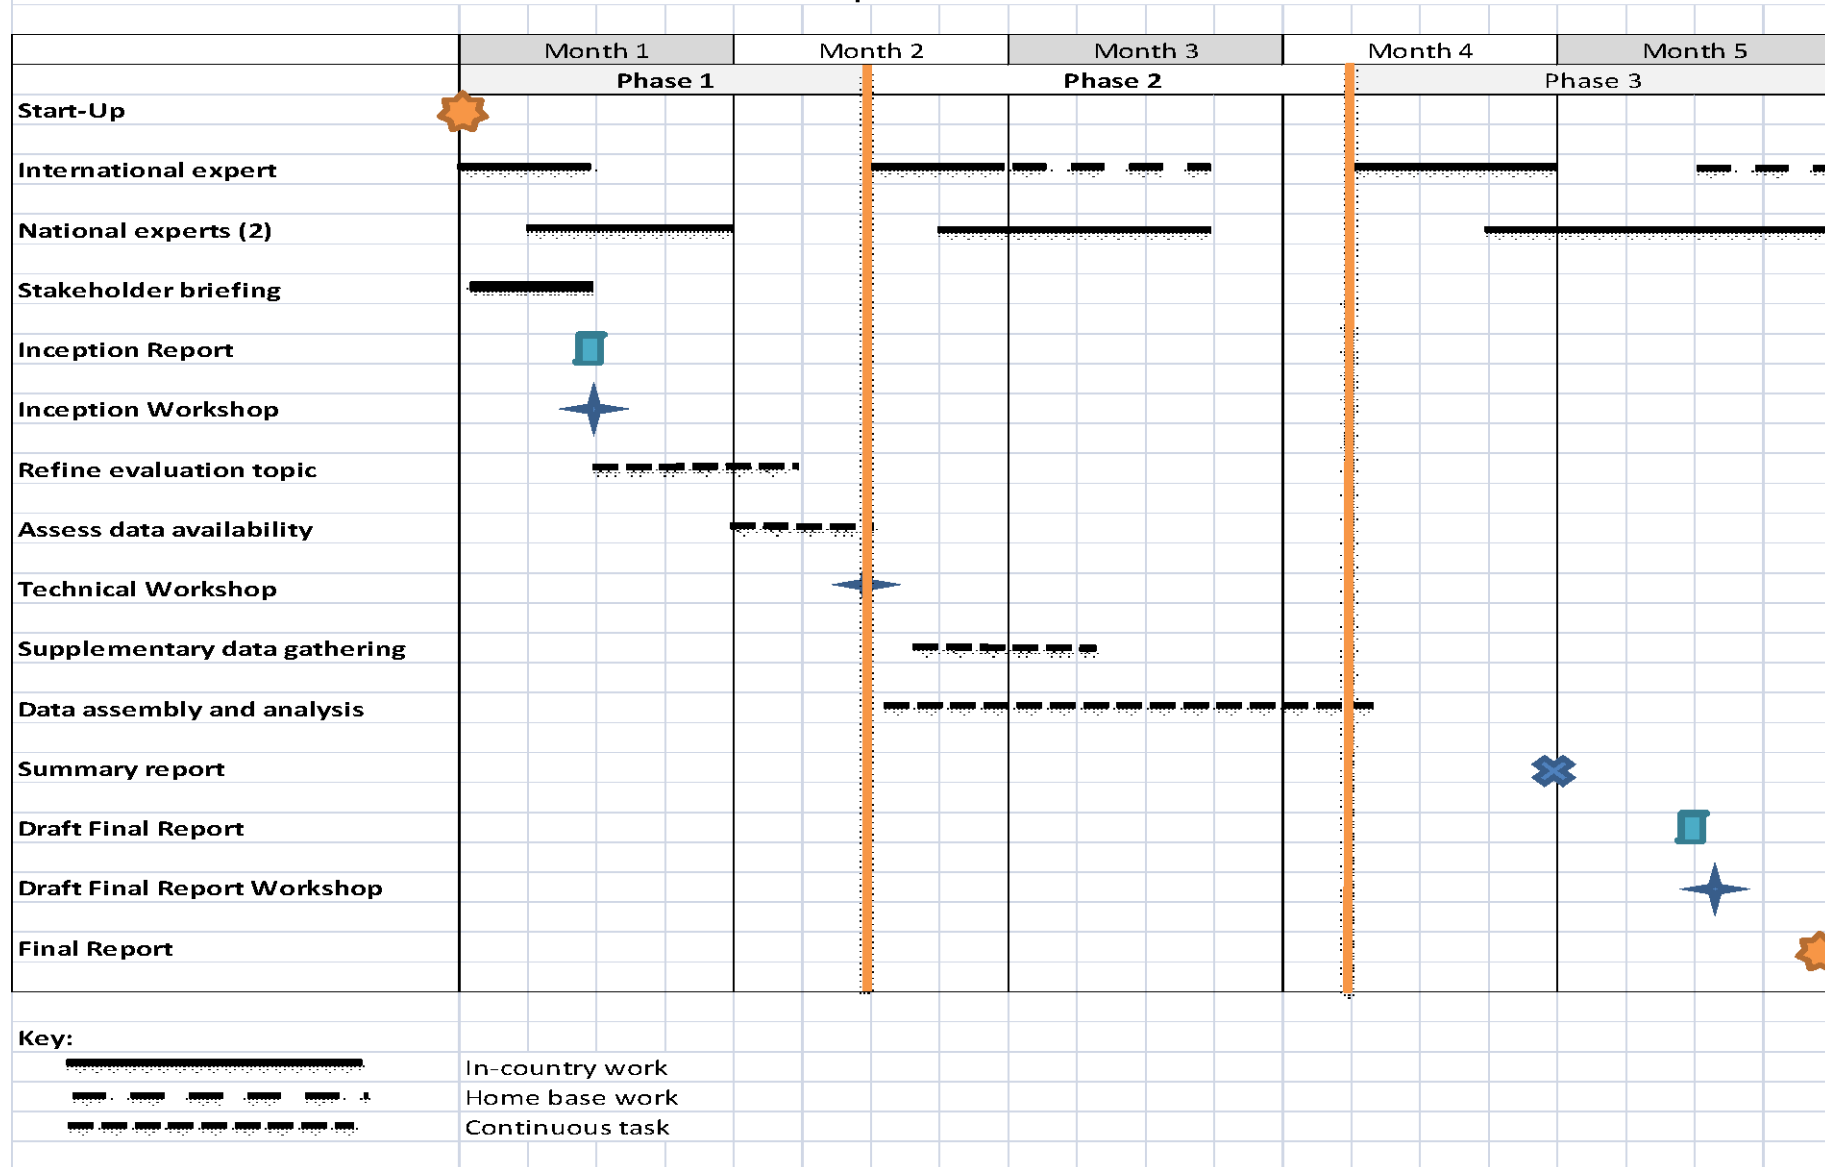 Month 1 Month 2 Month 3 Month 4 Month 5
Phase 1 Phase 2 Phase 3
Start-Up
International expert
National experts (2)
Stakeholder briefing
Inception Report
Inception Workshop
Refine evaluation topic
Assess data availability
Technical Workshop
Supplementary data gathering
Data assembly and analysis
Summary report
Draft Final Report
Draft Final Report Workshop
Final Report
Key:
In-country work
Home base work
Continuous task